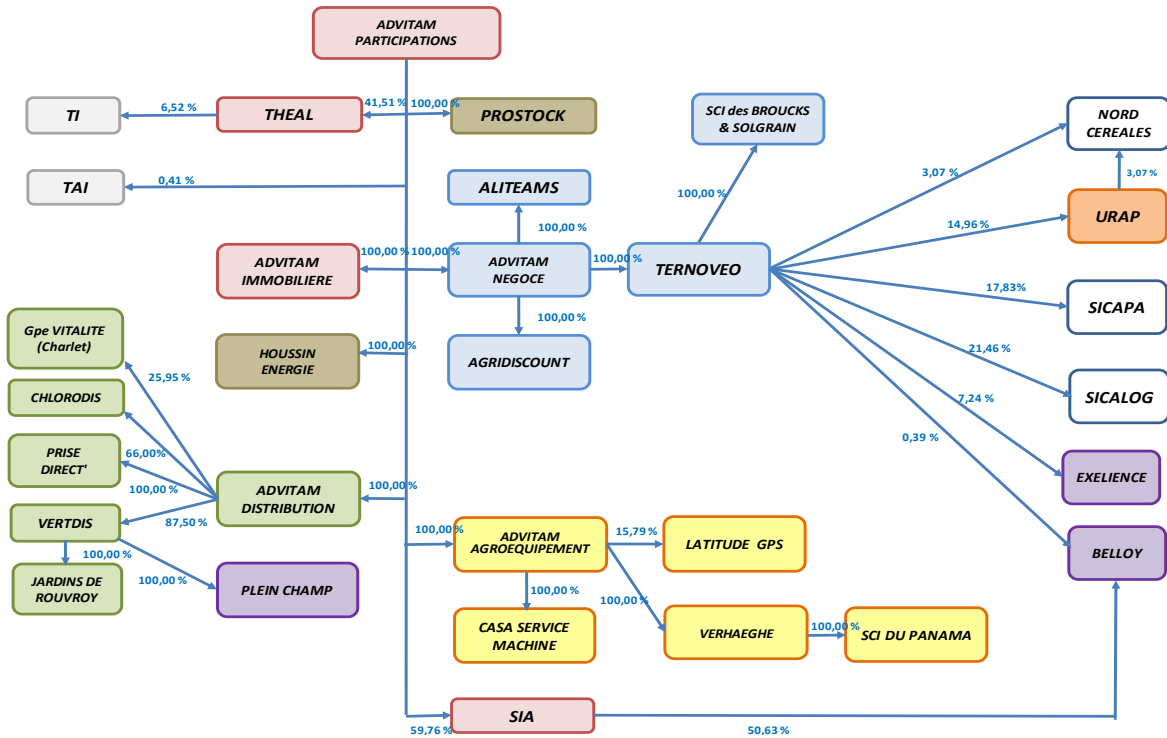 ADVITAM
PARTICIPATIONS
TI
6,52 %
THEAL
41,51 %
100,00 %
PROSTOCK
SCI des BROUCKS
& SOLGRAIN
NORD
CEREALES
TAI
0,41 %
ALITEAMS
100,00 %
3,07 %
3,07 %
100,00 %
14,96 %
URAP
ADVITAM
IMMOBILIERE
100,00 %
100,00 %
ADVITAM
NEGOCE
100,00 %
TERNOVEO
17,83%
SICAPA
Gpe VITALITE
(Charlet)
HOUSSIN
ENERGIE
100,00 %
100,00 %
AGRIDISCOUNT
21,46 %
SICALOG
25,95 %
CHLORODIS
7,24 %
0,39 %
PRISE
DIRECT'
66,00%
100,00 %
ADVITAM
DISTRIBUTION
100,00 %
EXELIENCE
VERTDIS
87,50 %
100,00 %
ADVITAM
AGROEQUIPEMENT
15,79 %
LATITUDE GPS
BELLOY
100,00 %
JARDINS DE
ROUVROY
100,00 %
PLEIN CHAMP
100,00 %
100,00 %
CASA SERVICE
MACHINE
VERHAEGHE
100,00 %
SCI DU PANAMA
59,76 %
SIA
50,63 %